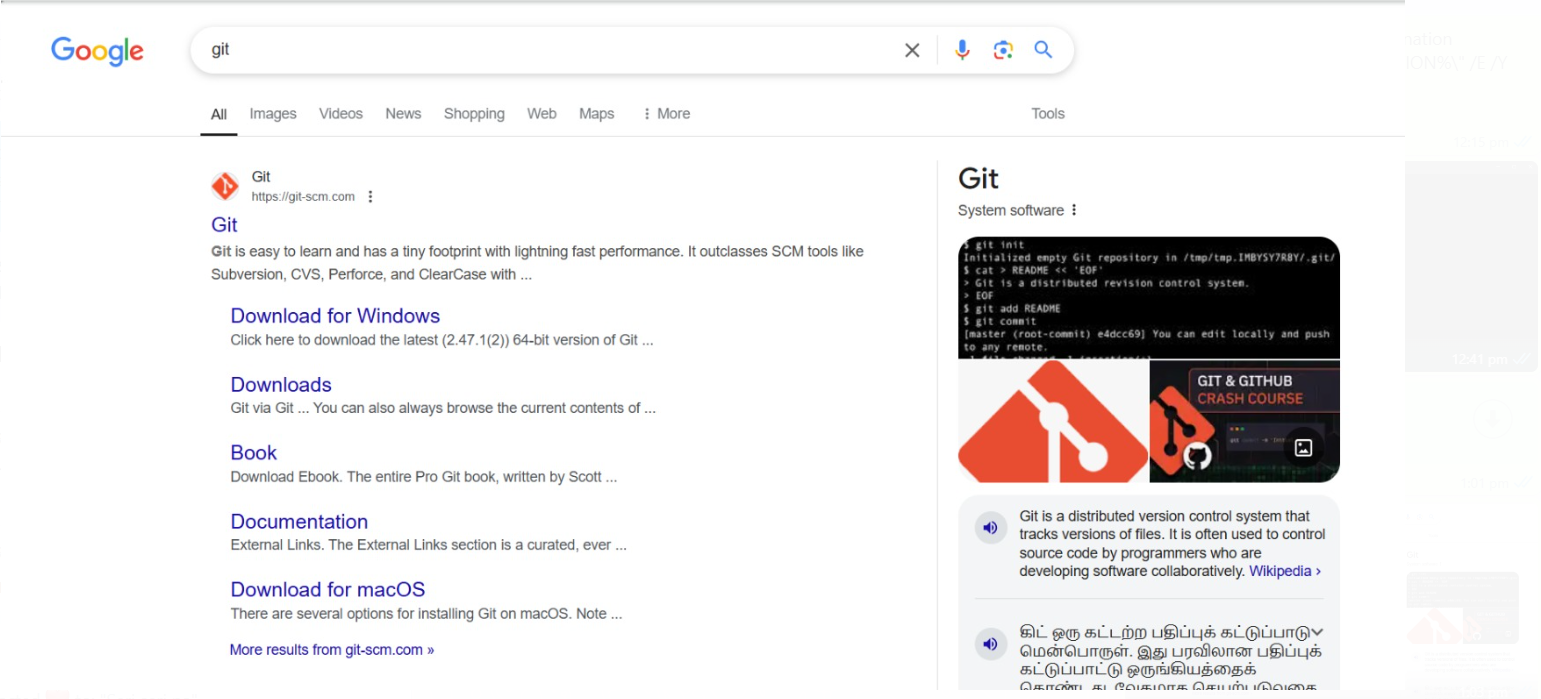 Google
git
All
Images
Videos
News
Shopping
Web
Maps
More
Tools
Git
https://git-scm.com
Git
Git is easy to learn and has a tiny footprint with lightning fast performance. It outclasses SCM tools like
Subversion, CVS, Perforce, and ClearCase with ...
Download for Windows
Click here to download the latest (2.47.1(2)) 64-bit version of Git ...
Downloads
Git via Git ... You can also always browse the current contents of ...
Book
Download Ebook. The entire Pro Git book, written by Scott ...
Documentation
External Links. The External Links section is a curated, ever ...
Download for macOS
There are several options for installing Git on macOS. Note ...
More results from git-scm.com »
Git
System software
$ git init
Initialized empty Git repository in /tmp/tmp.IMBYSY7R8Y/.git/
$ cat > README << 'EOF'
> Git is a distributed revision control system.
> EOF
$ git add README
$ git commit
[master (root-commit) e4dcc69] You can edit locally and push
to any remote.
GIT & GITHUB
CRASH COURSE
Git is a distributed version control system that
tracks versions of files. It is often used to control
source code by programmers who are
developing software collaboratively. Wikipedia ›
கிட் ஒரு கட்டற்ற பதிப்புக் கட்டுப்பாடு
மென்பொருள். இது பரவிலான பதிப்புக்
கட்டுப்பாட்டு ஒருங்கியத்தைக்
12:41 pm